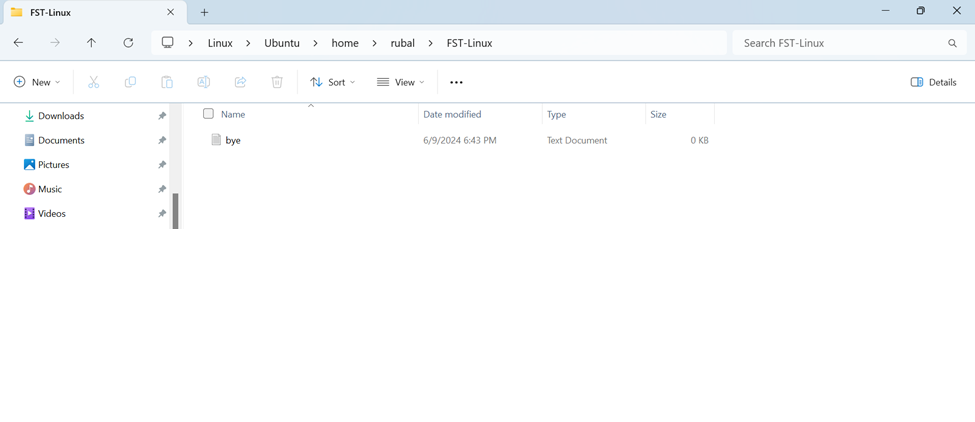 FST-Linux
Linux > Ubuntu > home > rubal > FST-Linux
Search FST-Linux
New
Sort
View
Details
Name Date modified Type Size
bye 6/9/2024 6:43 PM Text Document 0 KB
Downloads
Documents
Pictures
Music
Videos